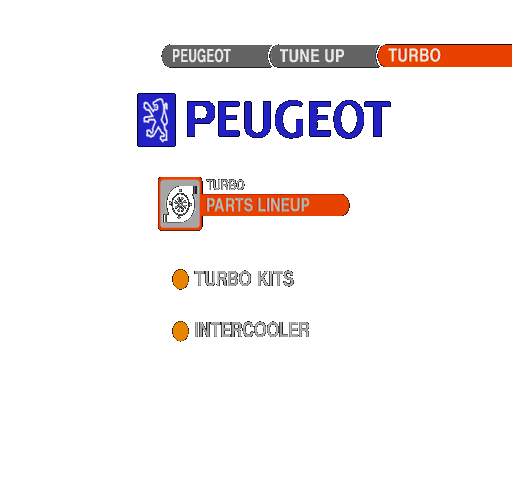 PEUGEOT TUNE UP TURBO
PEUGEOT
TURBO
PARTS LINEUP
TURBO KITS
INTERCOOLER